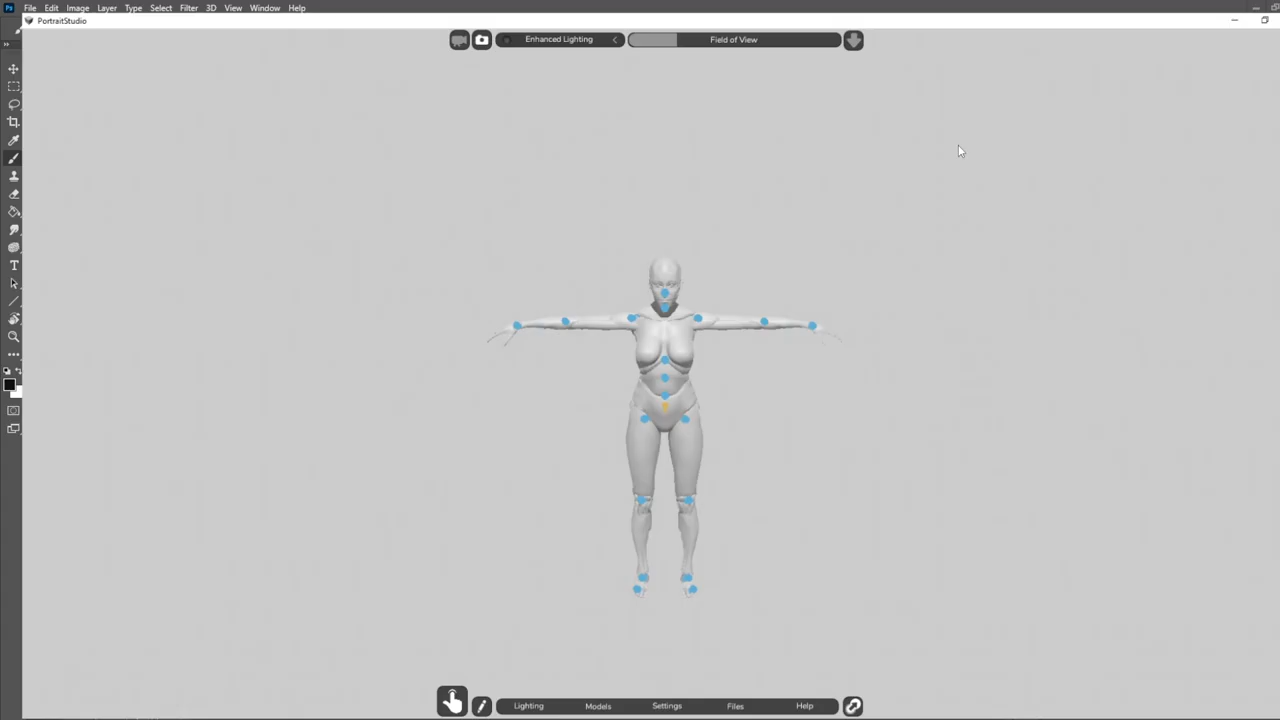 Ps File Edit Image Layer Type Select Filter 3D View Window Help
PortraitStudio
Enhanced Lighting
Field of View
Lighting Models Settings Files Help